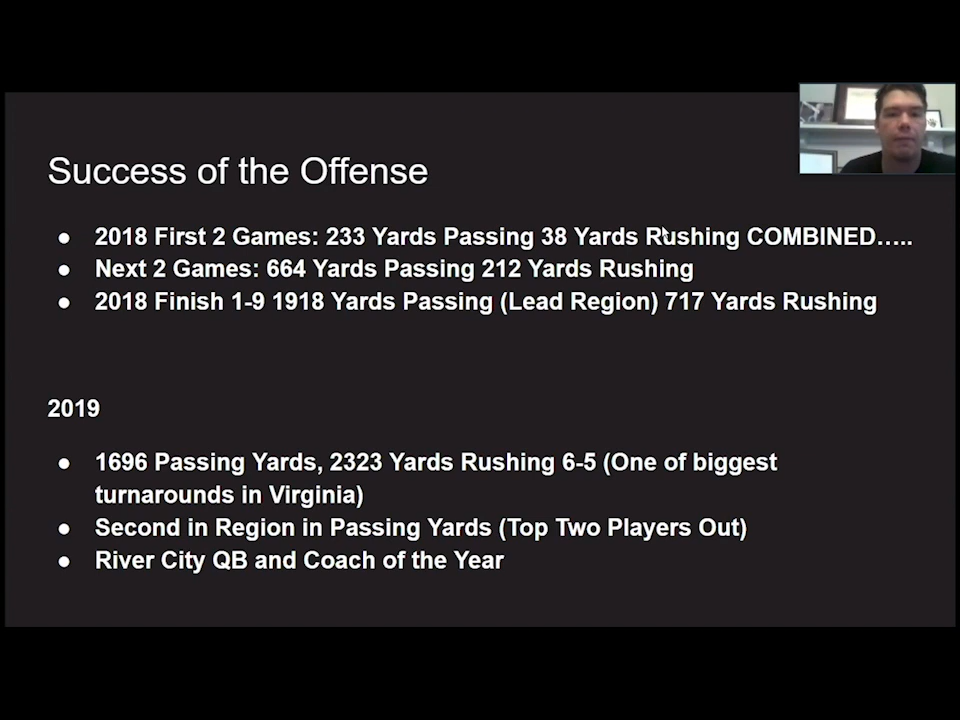 Success of the Offense
● 2018 First 2 Games: 233 Yards Passing 38 Yards Rushing COMBINED…..
● Next 2 Games: 664 Yards Passing 212 Yards Rushing
● 2018 Finish 1-9 1918 Yards Passing (Lead Region) 717 Yards Rushing
2019
● 1696 Passing Yards, 2323 Yards Rushing 6-5 (One of biggest
turnarounds in Virginia)
● Second in Region in Passing Yards (Top Two Players Out)
● River City QB and Coach of the Year